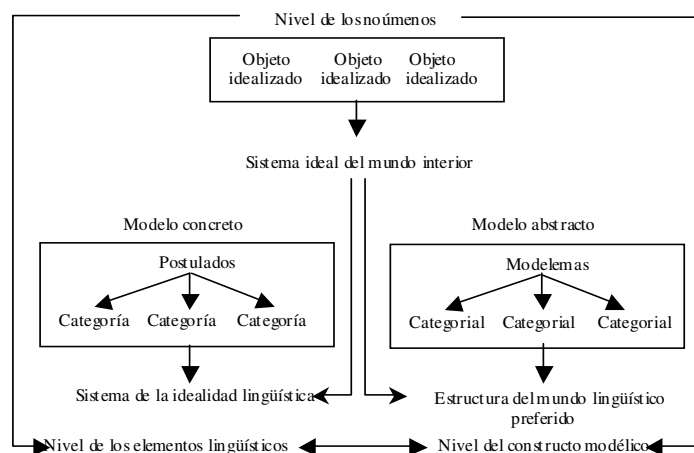 Nivel de los noúmenos
Objeto Objeto Objeto
idealizado idealizado idealizado
Sistema ideal del mundo interior
Modelo concreto Modelo abstracto
Postulados Modelemas
Categoría Categoría Categoría Categorial Categorial Categorial
Sistema de la idealidad lingüística Estructura del mundo lingüístico
preferido
Nivel de los elementos lingüísticos Nivel del constructo modélico